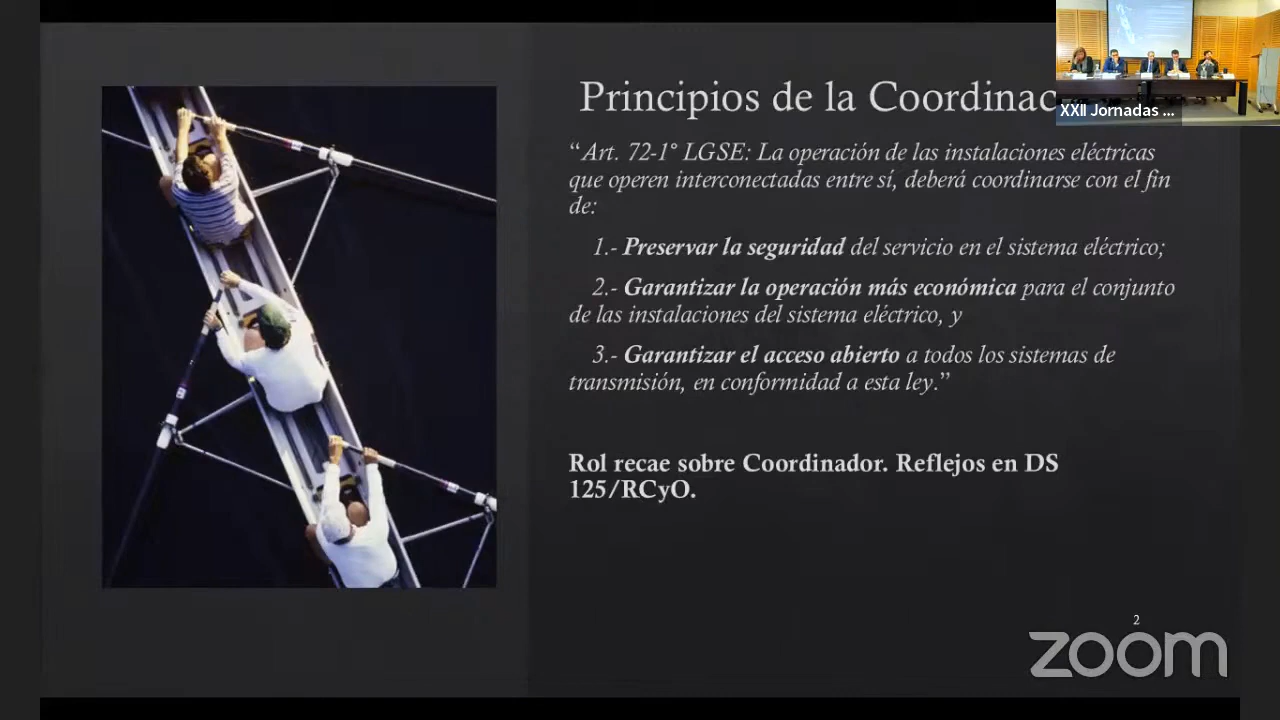 Principios de la Coordinac
XXII Jornadas ...
“Art. 72-1° LGSE: La operación de las instalaciones eléctricas
que operen interconectadas entre sí, deberá coordinarse con el fin
de:
1.- Preservar la seguridad del servicio en el sistema eléctrico;
2.- Garantizar la operación más económica para el conjunto
de las instalaciones del sistema eléctrico, y
3.- Garantizar el acceso abierto a todos los sistemas de
transmisión, en conformidad a esta ley.”
Rol recae sobre Coordinador. Reflejos en DS
125/RCyO.
2
zoom